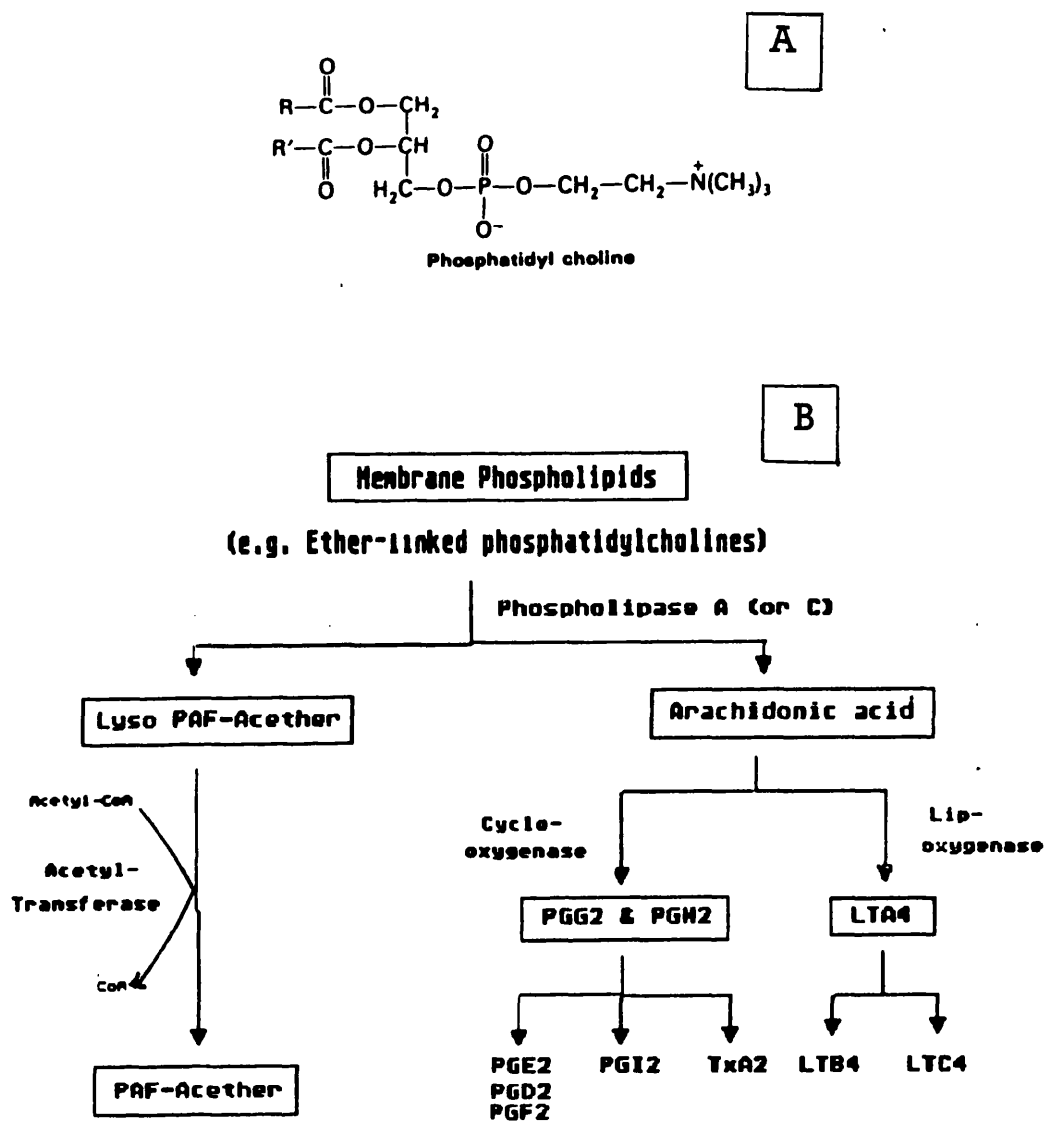 A
O
R—C—O—CH₂
R'—C—O—CH
O
O
H₂C—O—P—O—CH₂—CH₂—N⁺(CH₃)₃
O⁻
Phosphatidyl choline
B
Membrane Phospholipids
(e.g. Ether-linked phosphatidylcholines)
Phospholipase A (or C)
Lyso PAF-Acether
Arachidonic acid
Acetyl-CoA
Acetyl-
Transferase
CoA
Cyclo-
oxygenase
Lip-
oxygenase
PGG2 & PGH2
LTA4
PGE2
PGD2
PGF2
PGI2
TxA2
LTB4
LTC4
PAF-Acether